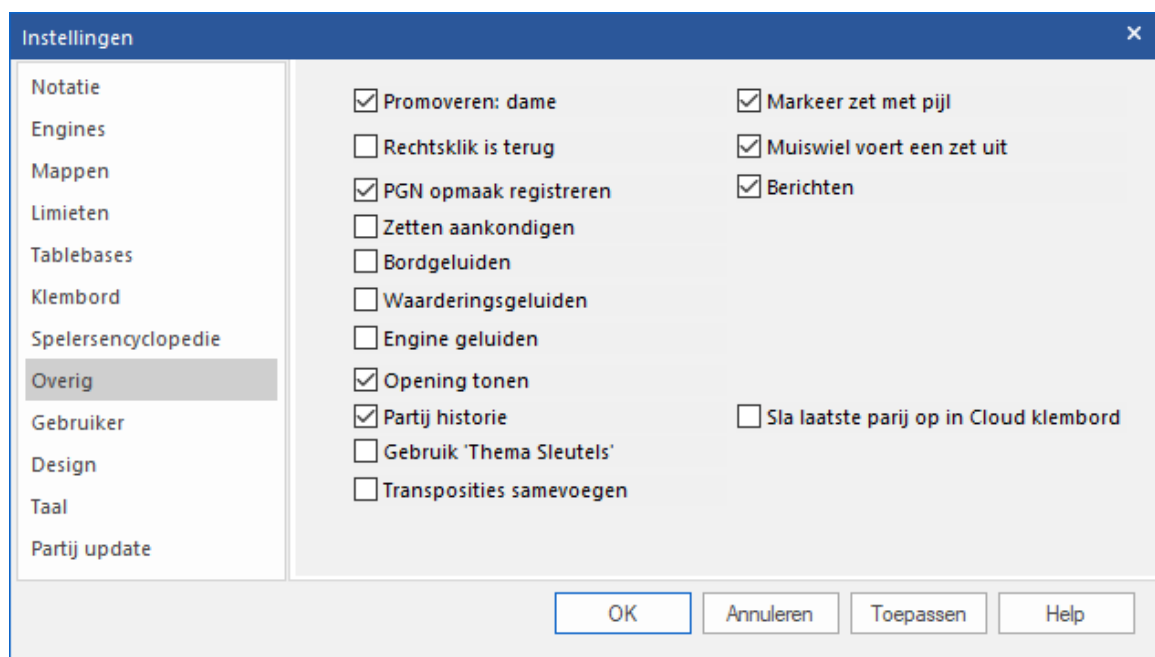 Instellingen
Notatie
Engines
Mappen
Limieten
Tablebases
Klembord
Spelersencyclopedie
Overig
Gebruiker
Design
Taal
Partij update
Promoveren: dame
Rechtsklik is terug
PGN opmaak registreren
Zetten aankondigen
Bordgeluiden
Waarderingsgeluiden
Engine geluiden
Opening tonen
Partij historie
Gebruik 'Thema Sleutels'
Transposities samevoegen
Markeer zet met pijl
Muiswiel voert een zet uit
Berichten
Sla laatste parij op in Cloud klembord
OK Annuleren Toepassen Help